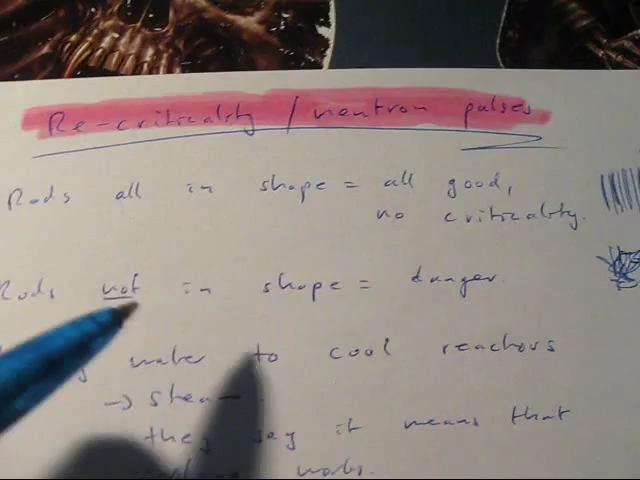 Re-criticality / neutron pulses
Rods all in shape = all good,
no criticality.
Rods not in shape = danger.
water to cool reactors
→ steam.
they say it means that
works.